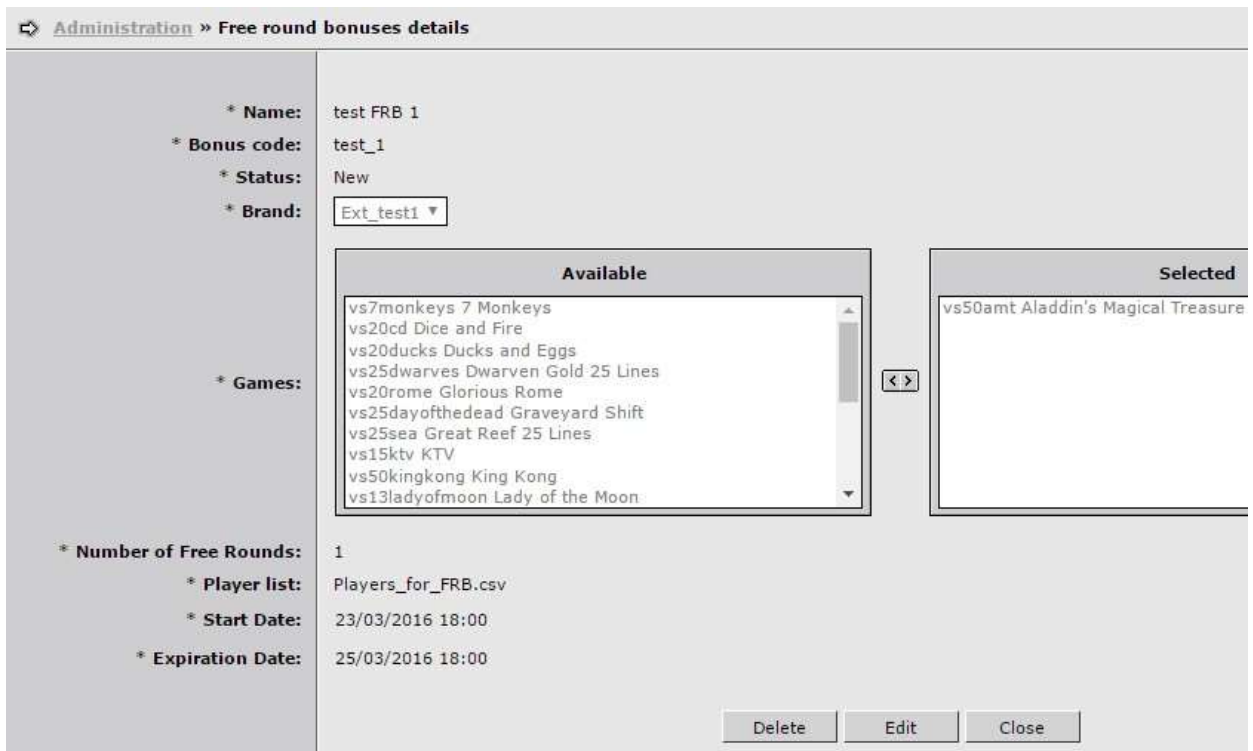 Administration » Free round bonuses details
* Name: test FRB 1
* Bonus code: test_1
* Status: New
* Brand: Ext_test1
Available
Selected
* Games:
vs7monkeys 7 Monkeys
vs20cd Dice and Fire
vs20ducks Ducks and Eggs
vs25dwarves Dwarven Gold 25 Lines
vs20rome Glorious Rome
vs25dayofthedead Graveyard Shift
vs25sea Great Reef 25 Lines
vs15ktv KTV
vs50kingkong King Kong
vs13ladyofmoon Lady of the Moon
vs50amt Aladdin's Magical Treasure
* Number of Free Rounds: 1
* Player list: Players_for_FRB.csv
* Start Date: 23/03/2016 18:00
* Expiration Date: 25/03/2016 18:00
Delete Edit Close